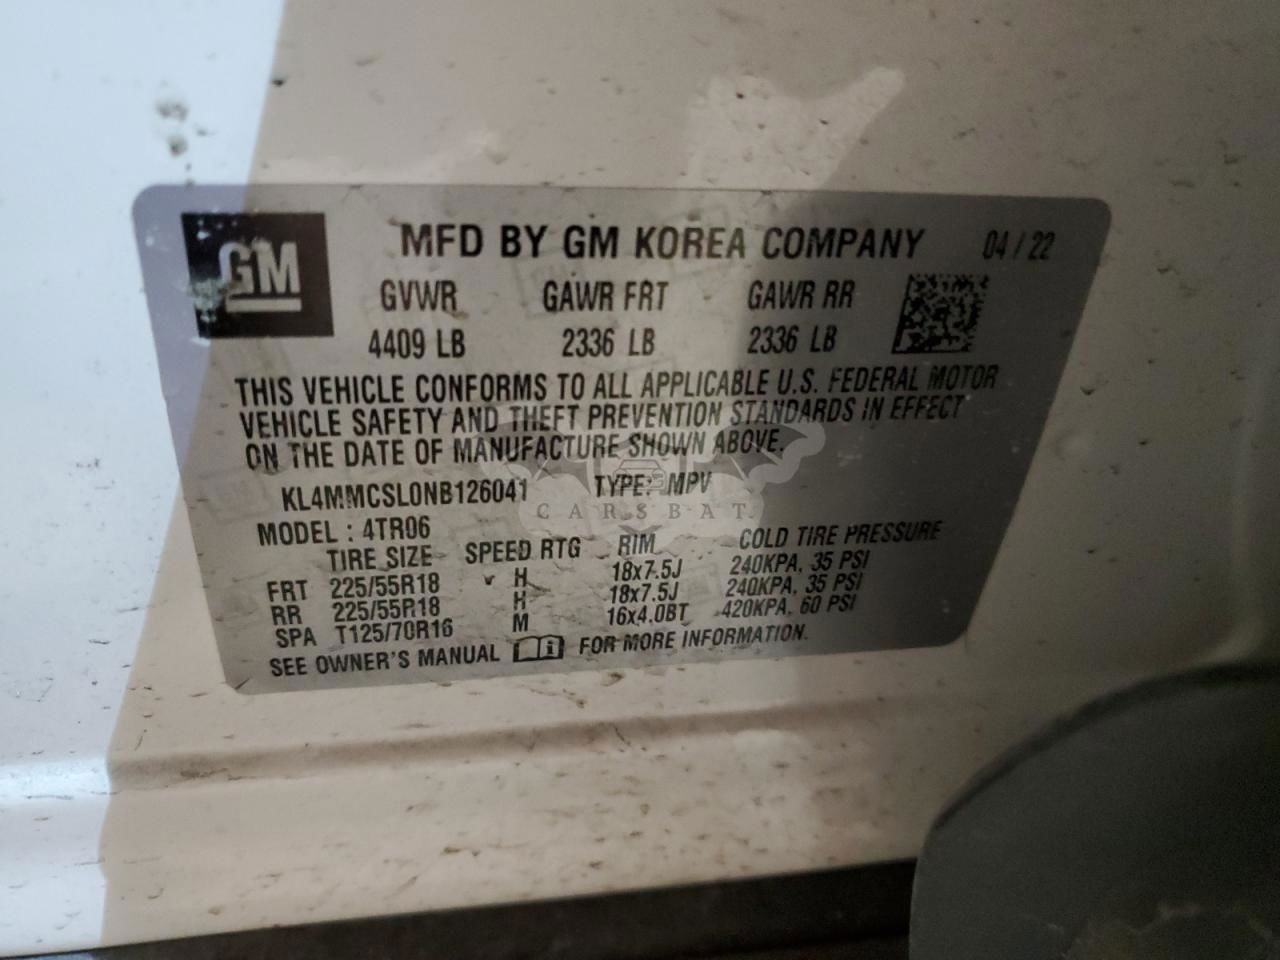 GM
MFD BY GM KOREA COMPANY 04 / 22
GVWR GAWR FRT GAWR RR
4409 LB 2336 LB 2336 LB
THIS VEHICLE CONFORMS TO ALL APPLICABLE U.S. FEDERAL MOTOR
VEHICLE SAFETY AND THEFT PREVENTION STANDARDS IN EFFECT
ON THE DATE OF MANUFACTURE SHOWN ABOVE.
KL4MMCSL0NB126041 TYPE: MPV
CARSBAT
MODEL : 4TR06
TIRE SIZE SPEED RTG RIM COLD TIRE PRESSURE
FRT 225/55R18 H 18x7.5J 240KPA, 35 PSI
RR 225/55R18 H 18x7.5J 240KPA, 35 PSI
SPA T125/70R16 M 16x4.0BT 420KPA, 60 PSI
SEE OWNER'S MANUAL i FOR MORE INFORMATION.